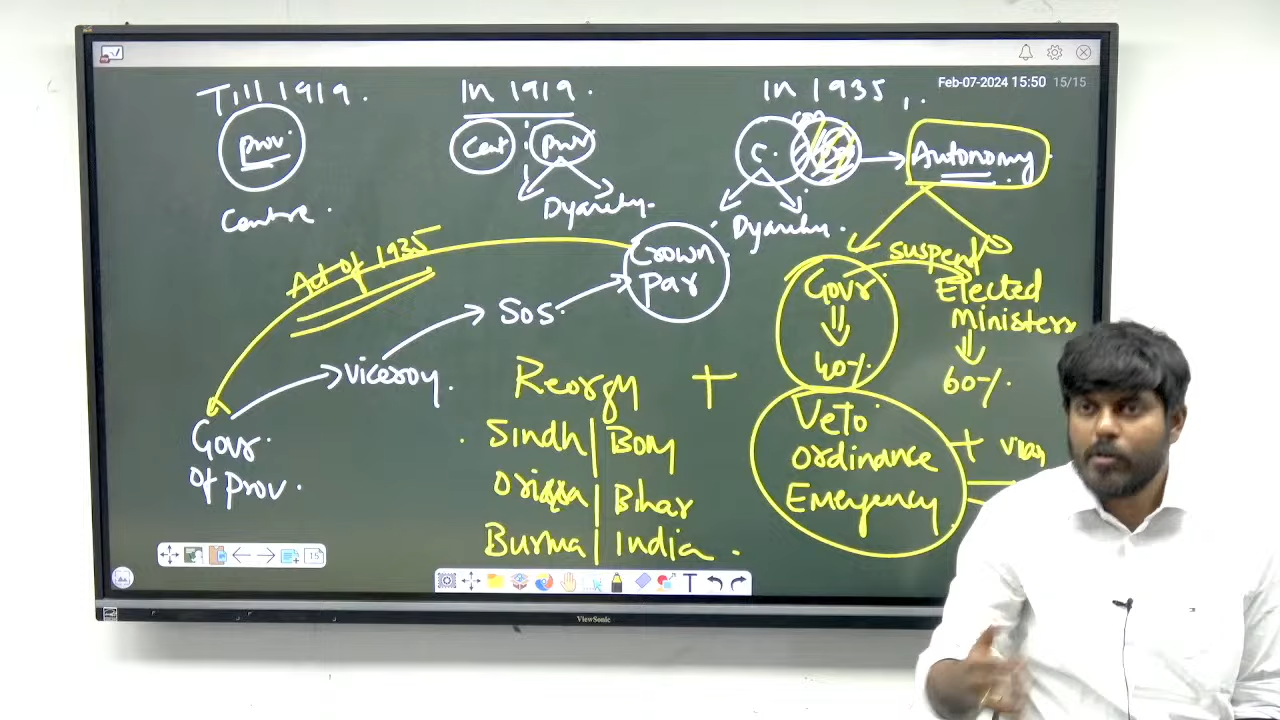 Feb-07-2024 15:50 15/15
Till 1919.
Prov.
Centre.
In 1919.
Cent
Prov
Dyarchy.
In 1935
C.
Dyarchy.
Autonomy
Act of 1935
Crown
Par
SOS.
Viceroy.
Govr.
Of Prov.
suspend
Govr
40%
Elected
Ministers
60%.
Reorgn +
Sindh | Bom
Orissa | Bihar
Burma | India.
Veto
Ordinance
Emergency
+
15
T
ViewSonic